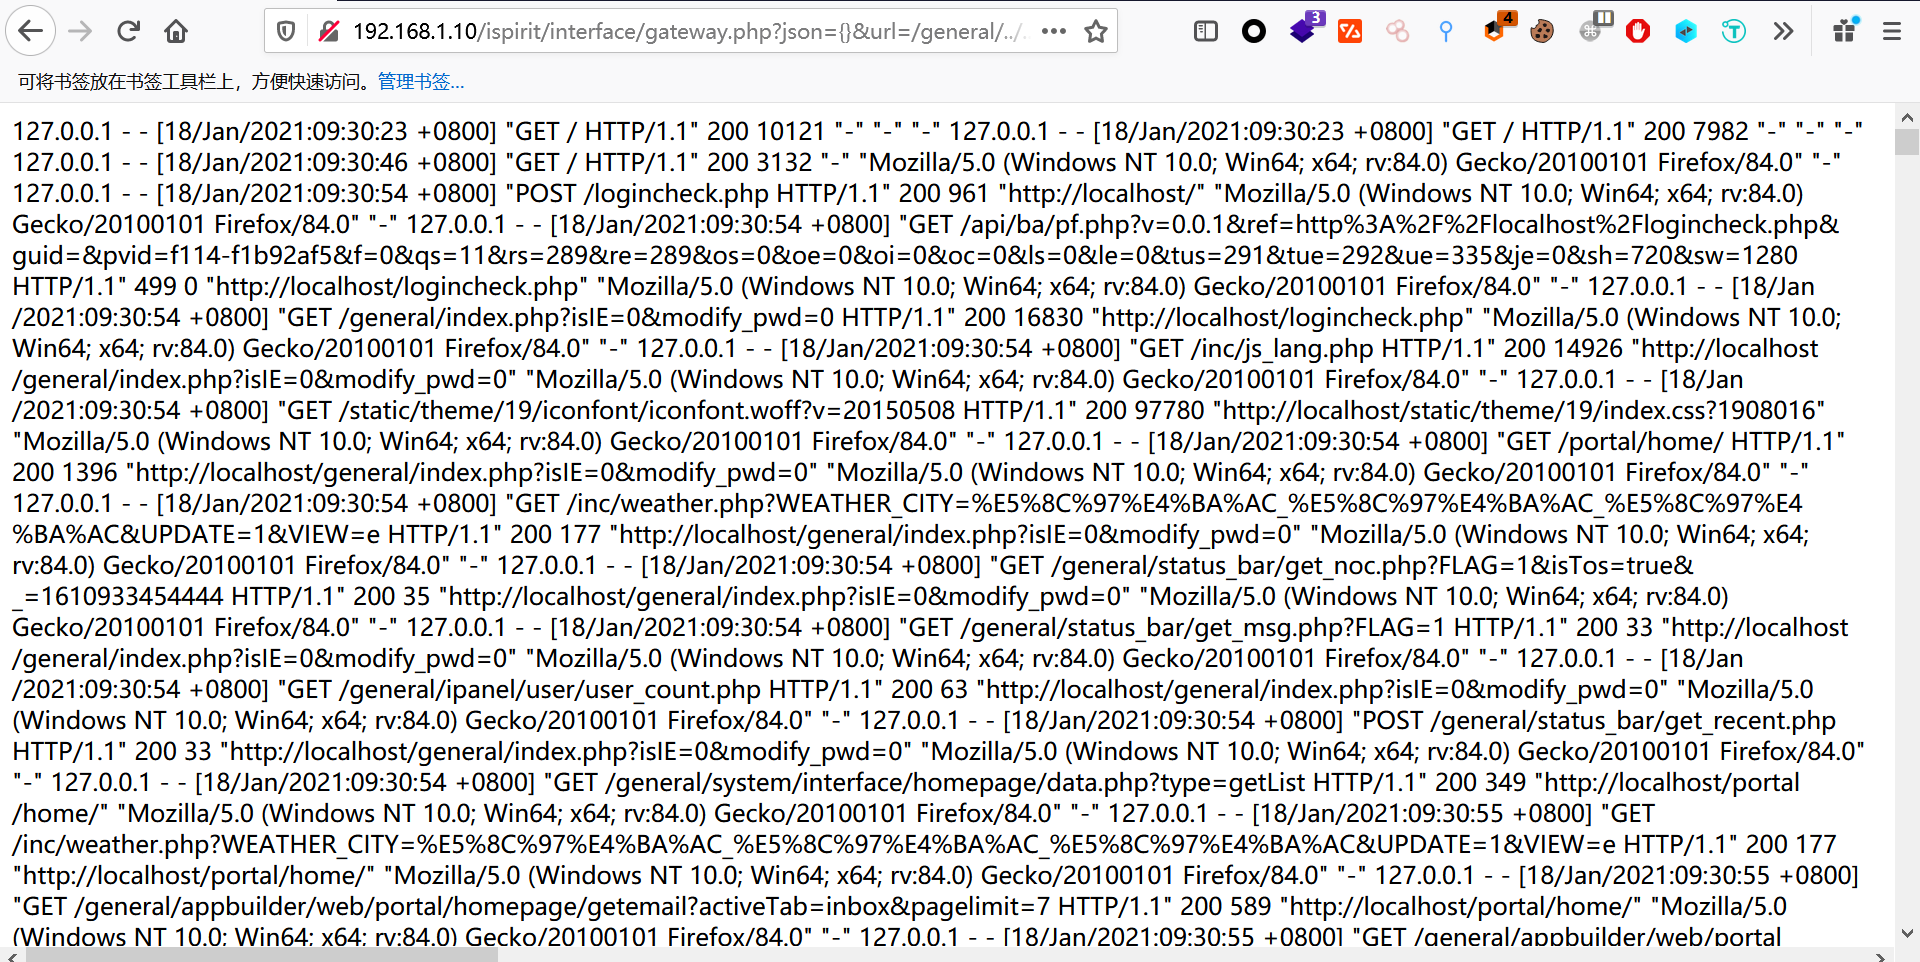 192.168.1.10/ispirit/interface/gateway.php?json={}&url=/general/../.
3
4
可将书签放在书签工具栏上，方便快速访问。管理书签...
127.0.0.1 - - [18/Jan/2021:09:30:23 +0800] "GET / HTTP/1.1" 200 10121 "-" "-" "-" 127.0.0.1 - - [18/Jan/2021:09:30:23 +0800] "GET / HTTP/1.1" 200 7982 "-" "-" "-"
127.0.0.1 - - [18/Jan/2021:09:30:46 +0800] "GET / HTTP/1.1" 200 3132 "-" "Mozilla/5.0 (Windows NT 10.0; Win64; x64; rv:84.0) Gecko/20100101 Firefox/84.0" "-"
127.0.0.1 - - [18/Jan/2021:09:30:54 +0800] "POST /logincheck.php HTTP/1.1" 200 961 "http://localhost/" "Mozilla/5.0 (Windows NT 10.0; Win64; x64; rv:84.0)
Gecko/20100101 Firefox/84.0" "-" 127.0.0.1 - - [18/Jan/2021:09:30:54 +0800] "GET /api/ba/pf.php?v=0.0.1&ref=http%3A%2F%2Flocalhost%2Flogincheck.php&
guid=&pvid=f114-f1b92af5&f=0&qs=11&rs=289&re=289&os=0&oe=0&oi=0&oc=0&ls=0&le=0&tus=291&tue=292&ue=335&je=0&sh=720&sw=1280
HTTP/1.1" 499 0 "http://localhost/logincheck.php" "Mozilla/5.0 (Windows NT 10.0; Win64; x64; rv:84.0) Gecko/20100101 Firefox/84.0" "-" 127.0.0.1 - - [18/Jan
/2021:09:30:54 +0800] "GET /general/index.php?isIE=0&modify_pwd=0 HTTP/1.1" 200 16830 "http://localhost/logincheck.php" "Mozilla/5.0 (Windows NT 10.0;
Win64; x64; rv:84.0) Gecko/20100101 Firefox/84.0" "-" 127.0.0.1 - - [18/Jan/2021:09:30:54 +0800] "GET /inc/js_lang.php HTTP/1.1" 200 14926 "http://localhost
/general/index.php?isIE=0&modify_pwd=0" "Mozilla/5.0 (Windows NT 10.0; Win64; x64; rv:84.0) Gecko/20100101 Firefox/84.0" "-" 127.0.0.1 - - [18/Jan
/2021:09:30:54 +0800] "GET /static/theme/19/iconfont/iconfont.woff?v=20150508 HTTP/1.1" 200 97780 "http://localhost/static/theme/19/index.css?1908016"
"Mozilla/5.0 (Windows NT 10.0; Win64; x64; rv:84.0) Gecko/20100101 Firefox/84.0" "-" 127.0.0.1 - - [18/Jan/2021:09:30:54 +0800] "GET /portal/home/ HTTP/1.1"
200 1396 "http://localhost/general/index.php?isIE=0&modify_pwd=0" "Mozilla/5.0 (Windows NT 10.0; Win64; x64; rv:84.0) Gecko/20100101 Firefox/84.0" "-"
127.0.0.1 - - [18/Jan/2021:09:30:54 +0800] "GET /inc/weather.php?WEATHER_CITY=%E5%8C%97%E4%BA%AC_%E5%8C%97%E4%BA%AC_%E5%8C%97%E4
%BA%AC&UPDATE=1&VIEW=e HTTP/1.1" 200 177 "http://localhost/general/index.php?isIE=0&modify_pwd=0" "Mozilla/5.0 (Windows NT 10.0; Win64; x64;
rv:84.0) Gecko/20100101 Firefox/84.0" "-" 127.0.0.1 - - [18/Jan/2021:09:30:54 +0800] "GET /general/status_bar/get_noc.php?FLAG=1&isTos=true&
_=1610933454444 HTTP/1.1" 200 35 "http://localhost/general/index.php?isIE=0&modify_pwd=0" "Mozilla/5.0 (Windows NT 10.0; Win64; x64; rv:84.0)
Gecko/20100101 Firefox/84.0" "-" 127.0.0.1 - - [18/Jan/2021:09:30:54 +0800] "GET /general/status_bar/get_msg.php?FLAG=1 HTTP/1.1" 200 33 "http://localhost
/general/index.php?isIE=0&modify_pwd=0" "Mozilla/5.0 (Windows NT 10.0; Win64; x64; rv:84.0) Gecko/20100101 Firefox/84.0" "-" 127.0.0.1 - - [18/Jan
/2021:09:30:54 +0800] "GET /general/ipanel/user/user_count.php HTTP/1.1" 200 63 "http://localhost/general/index.php?isIE=0&modify_pwd=0" "Mozilla/5.0
(Windows NT 10.0; Win64; x64; rv:84.0) Gecko/20100101 Firefox/84.0" "-" 127.0.0.1 - - [18/Jan/2021:09:30:54 +0800] "POST /general/status_bar/get_recent.php
HTTP/1.1" 200 33 "http://localhost/general/index.php?isIE=0&modify_pwd=0" "Mozilla/5.0 (Windows NT 10.0; Win64; x64; rv:84.0) Gecko/20100101 Firefox/84.0"
"-" 127.0.0.1 - - [18/Jan/2021:09:30:54 +0800] "GET /general/system/interface/homepage/data.php?type=getList HTTP/1.1" 200 349 "http://localhost/portal
/home/" "Mozilla/5.0 (Windows NT 10.0; Win64; x64; rv:84.0) Gecko/20100101 Firefox/84.0" "-" 127.0.0.1 - - [18/Jan/2021:09:30:55 +0800] "GET
/inc/weather.php?WEATHER_CITY=%E5%8C%97%E4%BA%AC_%E5%8C%97%E4%BA%AC_%E5%8C%97%E4%BA%AC&UPDATE=1&VIEW=e HTTP/1.1" 200 177
"http://localhost/portal/home/" "Mozilla/5.0 (Windows NT 10.0; Win64; x64; rv:84.0) Gecko/20100101 Firefox/84.0" "-" 127.0.0.1 - - [18/Jan/2021:09:30:55 +0800]
"GET /general/appbuilder/web/portal/homepage/getemail?activeTab=inbox&pagelimit=7 HTTP/1.1" 200 589 "http://localhost/portal/home/" "Mozilla/5.0
(Windows NT 10.0; Win64; x64; rv:84.0) Gecko/20100101 Firefox/84.0" "-" 127.0.0.1 - - [18/Jan/2021:09:30:55 +0800] "GET /general/appbuilder/web/portal